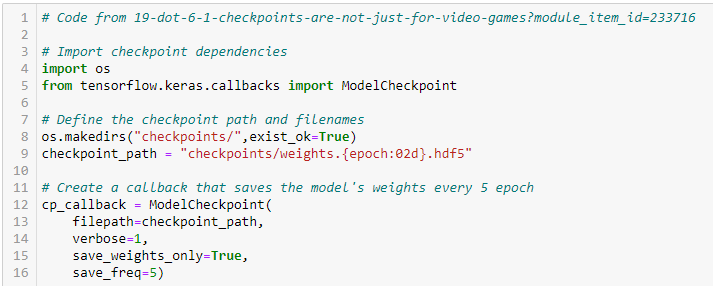 1 # Code from 19-dot-6-1-checkpoints-are-not-just-for-video-games?module_item_id=233716
2
3 # Import checkpoint dependencies
4 import os
5 from tensorflow.keras.callbacks import ModelCheckpoint
6
7 # Define the checkpoint path and filenames
8 os.makedirs("checkpoints/",exist_ok=True)
9 checkpoint_path = "checkpoints/weights.{epoch:02d}.hdf5"
10
11 # Create a callback that saves the model's weights every 5 epoch
12 cp_callback = ModelCheckpoint(
13     filepath=checkpoint_path,
14     verbose=1,
15     save_weights_only=True,
16     save_freq=5)